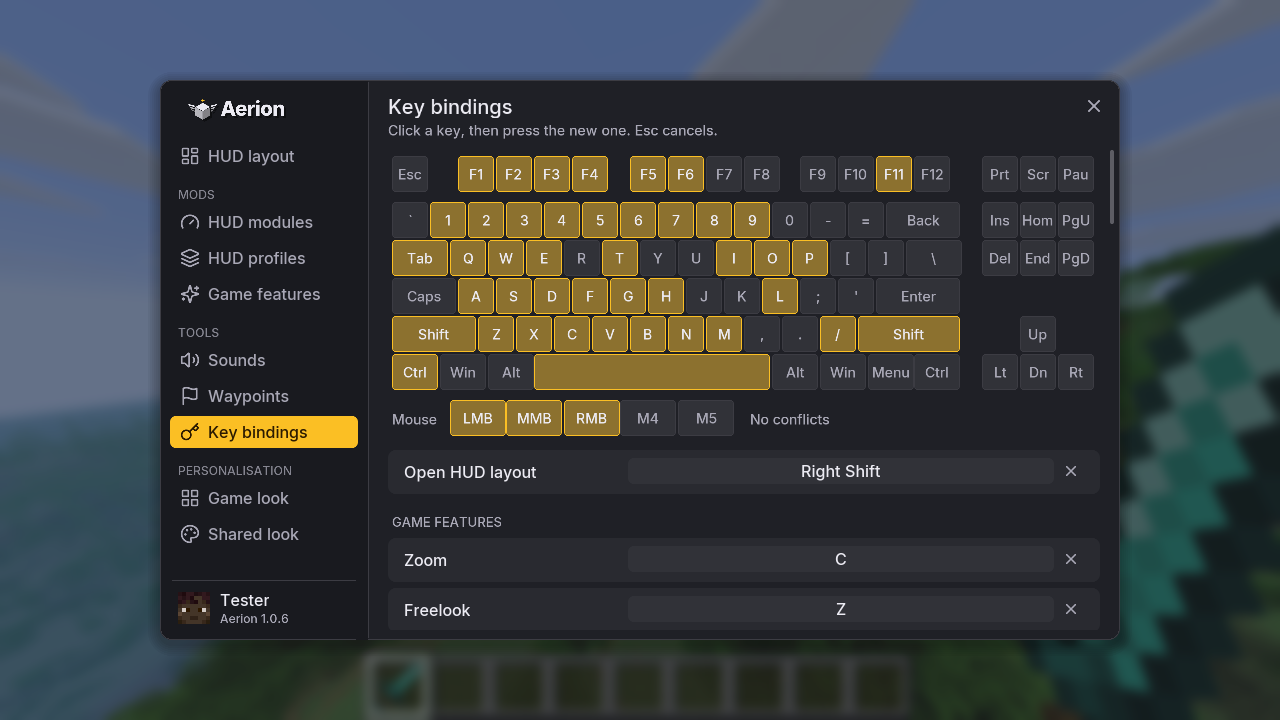 Aerion
HUD layout
MODS
HUD modules
HUD profiles
Game features
TOOLS
Sounds
Waypoints
Key bindings
PERSONALISATION
Game look
Shared look
Tester
Aerion 1.0.6
Key bindings
Click a key, then press the new one. Esc cancels.
Esc F1 F2 F3 F4 F5 F6 F7 F8 F9 F10 F11 F12 Prt Scr Pau
` 1 2 3 4 5 6 7 8 9 0 - = Back Ins Hom PgU
Tab Q W E R T Y U I O P [ ] \ Del End PgD
Caps A S D F G H J K L ; ' Enter
Shift Z X C V B N M , . / Shift Up
Ctrl Win Alt Alt Win Menu Ctrl Lt Dn Rt
Mouse LMB MMB RMB M4 M5 No conflicts
Open HUD layout Right Shift
GAME FEATURES
Zoom C
Freelook Z